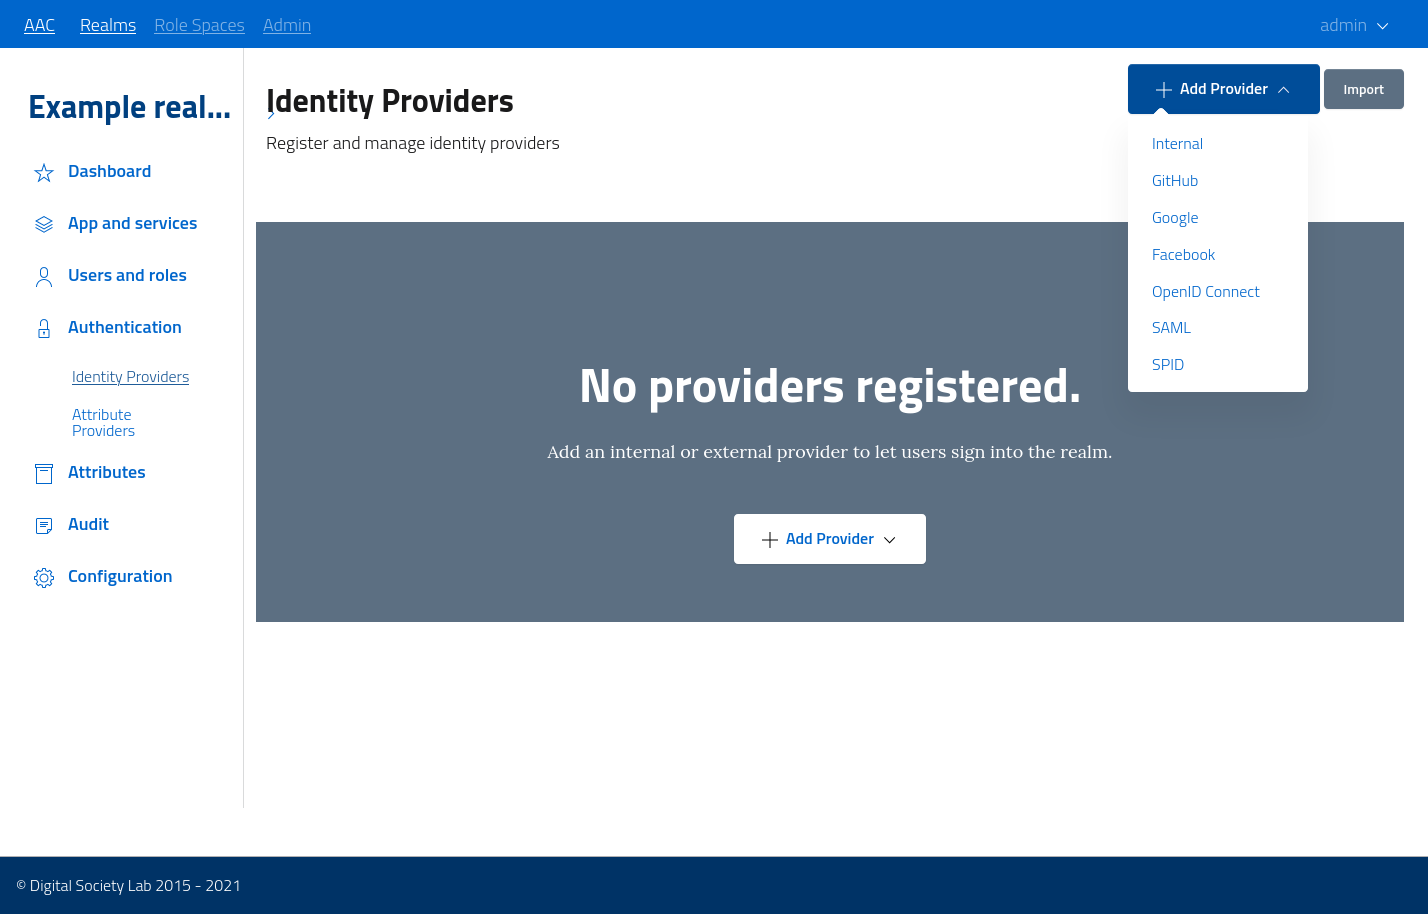 AAC Realms Role Spaces Admin admin
Example real...
Dashboard
App and services
Users and roles
Authentication
Identity Providers
Attribute
Providers
Attributes
Audit
Configuration
Identity Providers
Register and manage identity providers
Add Provider
Import
Internal
GitHub
Google
Facebook
OpenID Connect
SAML
SPID
No providers registered.
Add an internal or external provider to let users sign into the realm.
Add Provider
© Digital Society Lab 2015 - 2021